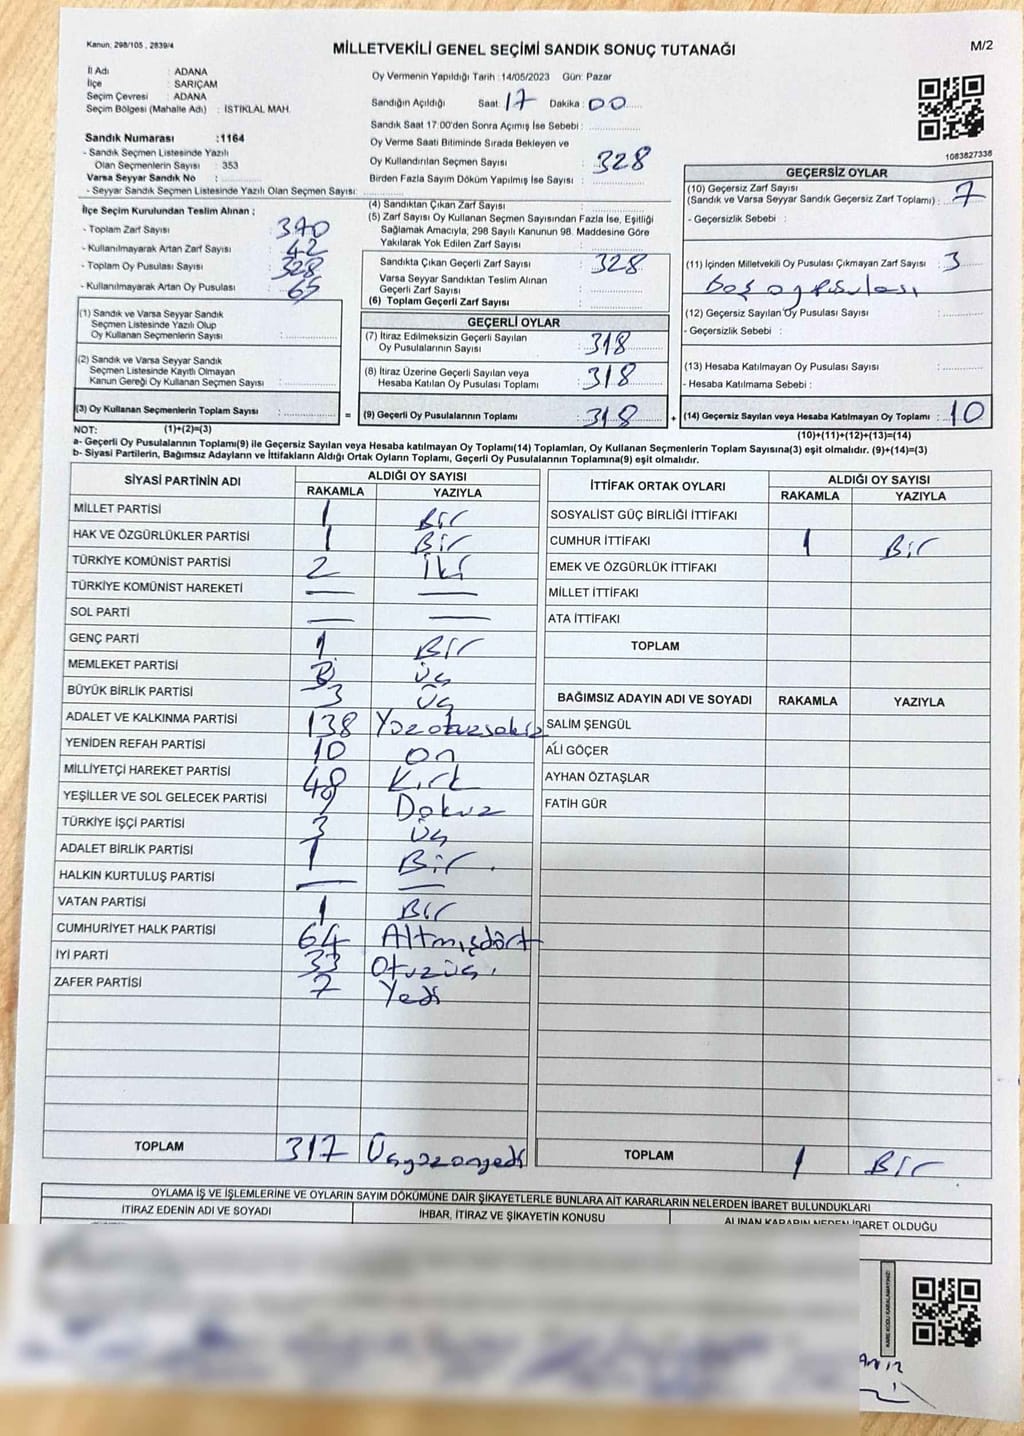 Kanun, 298/105 , 2839/4
MİLLETVEKİLİ GENEL SEÇİMİ SANDIK SONUÇ TUTANAĞI
M/2
İl Adı : ADANA
İlçe : SARIÇAM
Seçim Çevresi : ADANA
Seçim Bölgesi (Mahalle Adı) : İSTİKLAL MAH.
Sandık Numarası :1164
- Sandık Seçmen Listesinde Yazılı
Olan Seçmenlerin Sayısı : 353
Varsa Seyyar Sandık No :
- Seyyar Sandık Seçmen Listesinde Yazılı Olan Seçmen Sayısı:
Oy Vermenin Yapıldığı Tarih :14/05/2023 Gün: Pazar
Sandığın Açıldığı Saat: 17 Dakika : 00
Sandık Saat 17:00'den Sonra Açımış İse Sebebi :
Oy Verme Saati Bitiminde Sırada Bekleyen ve
Oy Kullandırılan Seçmen Sayısı : 328
Birden Fazla Sayım Döküm Yapılmış İse Sayısı :
1083827338
İlçe Seçim Kurulundan Teslim Alınan ;
- Toplam Zarf Sayısı : 370
- Kullanılmayarak Artan Zarf Sayısı : 42
- Toplam Oy Pusulası Sayısı : 328
- Kullanılmayarak Artan Oy Pusulası : 65
(1) Sandık ve Varsa Seyyar Sandık
Seçmen Listesinde Yazılı Olup
Oy Kullanan Seçmenlerin Sayısı :
(2) Sandık ve Varsa Seyyar Sandık
Seçmen Listesinde Kayıtlı Olmayan
Kanun Gereği Oy Kullanan Seçmen Sayısı :
(3) Oy Kullanan Seçmenlerin Toplam Sayısı : =
(4) Sandıktan Çıkan Zarf Sayısı :
(5) Zarf Sayısı Oy Kullanan Seçmen Sayısından Fazla İse, Eşitliği
Sağlamak Amacıyla; 298 Sayılı Kanunun 98. Maddesine Göre
Yakılarak Yok Edilen Zarf Sayısı :
Sandıkta Çıkan Geçerli Zarf Sayısı : 328
Varsa Seyyar Sandıktan Teslim Alınan
Geçerli Zarf Sayısı :
(6) Toplam Geçerli Zarf Sayısı :
GEÇERLİ OYLAR
(7) İtiraz Edilmeksizin Geçerli Sayılan
Oy Pusulalarının Sayısı : 318
(8) İtiraz Üzerine Geçerli Sayılan veya
Hesaba Katılan Oy Pusulası Toplamı : 318
(9) Geçerli Oy Pusulalarının Toplamı : 318 +
GEÇERSİZ OYLAR
(10) Geçersiz Zarf Sayısı
(Sandık ve Varsa Seyyar Sandık Geçersiz Zarf Toplamı) : 7
- Geçersizlik Sebebi :
(11) İçinden Milletvekili Oy Pusulası Çıkmayan Zarf Sayısı : 3
Boş oy pusulası
(12) Geçersiz Sayılan Oy Pusulası Sayısı :
- Geçersizlik Sebebi :
(13) Hesaba Katılmayan Oy Pusulası Sayısı :
- Hesaba Katılmama Sebebi :
(14) Geçersiz Sayılan veya Hesaba Katılmayan Oy Toplamı : 10
NOT: (1)+(2)=(3)
(10)+(11)+(12)+(13)=(14)
a- Geçerli Oy Pusulalarının Toplamı(9) ile Geçersiz Sayılan veya Hesaba katılmayan Oy Toplamı(14) Toplamları, Oy Kullanan Seçmenlerin Toplam Sayısına(3) eşit olmalıdır. (9)+(14)=(3)
b- Siyasi Partilerin, Bağımsız Adayların ve İttifakların Aldığı Ortak Oyların Toplamı, Geçerli Oy Pusulalarının Toplamına(9) eşit olmalıdır.
SİYASİ PARTİNİN ADI ALDIĞI OY SAYISI
RAKAMLA YAZIYLA
MİLLET PARTİSİ 1 Bir
HAK VE ÖZGÜRLÜKLER PARTİSİ 1 Bir
TÜRKİYE KOMÜNİST PARTİSİ 2 İki
TÜRKİYE KOMÜNİST HAREKETİ — —
SOL PARTİ — —
GENÇ PARTİ 1 Bir
MEMLEKET PARTİSİ 3 Üç
BÜYÜK BİRLİK PARTİSİ 3 Üç
ADALET VE KALKINMA PARTİSİ 138 Yüzotuzsekiz
YENİDEN REFAH PARTİSİ 10 On
MİLLİYETÇİ HAREKET PARTİSİ 40 Kırk
YEŞİLLER VE SOL GELECEK PARTİSİ 9 Dokuz
TÜRKİYE İŞÇİ PARTİSİ 3 Üç
ADALET BİRLİK PARTİSİ 1 Bir
HALKIN KURTULUŞ PARTİSİ — —
VATAN PARTİSİ 1 Bir
CUMHURİYET HALK PARTİSİ 64 Altmışdört
İYİ PARTİ 33 Otuzüç
ZAFER PARTİSİ 7 Yedi
TOPLAM 317 Üçyüzonyedi
İTTİFAK ORTAK OYLARI ALDIĞI OY SAYISI
RAKAMLA YAZIYLA
SOSYALİST GÜÇ BİRLİĞİ İTTİFAKI
CUMHUR İTTİFAKI 1 Bir
EMEK VE ÖZGÜRLÜK İTTİFAKI
MİLLET İTTİFAKI
ATA İTTİFAKI
TOPLAM
BAĞIMSIZ ADAYIN ADI VE SOYADI RAKAMLA YAZIYLA
SALİM ŞENGÜL
ALİ GÖÇER
AYHAN ÖZTAŞLAR
FATİH GÜR
TOPLAM 1 Bir
OYLAMA İŞ VE İŞLEMLERİNE VE OYLARIN SAYIM DÖKÜMÜNE DAİR ŞİKAYETLERLE BUNLARA AİT KARARLARIN NELERDEN İBARET BULUNDUKLARI
İTİRAZ EDENİN ADI VE SOYADI İHBAR, İTİRAZ VE ŞİKAYETİN KONUSU ALINAN KARARIN NEDEN İBARET OLDUĞU
KARE KODU KARALAMAYINIZ!